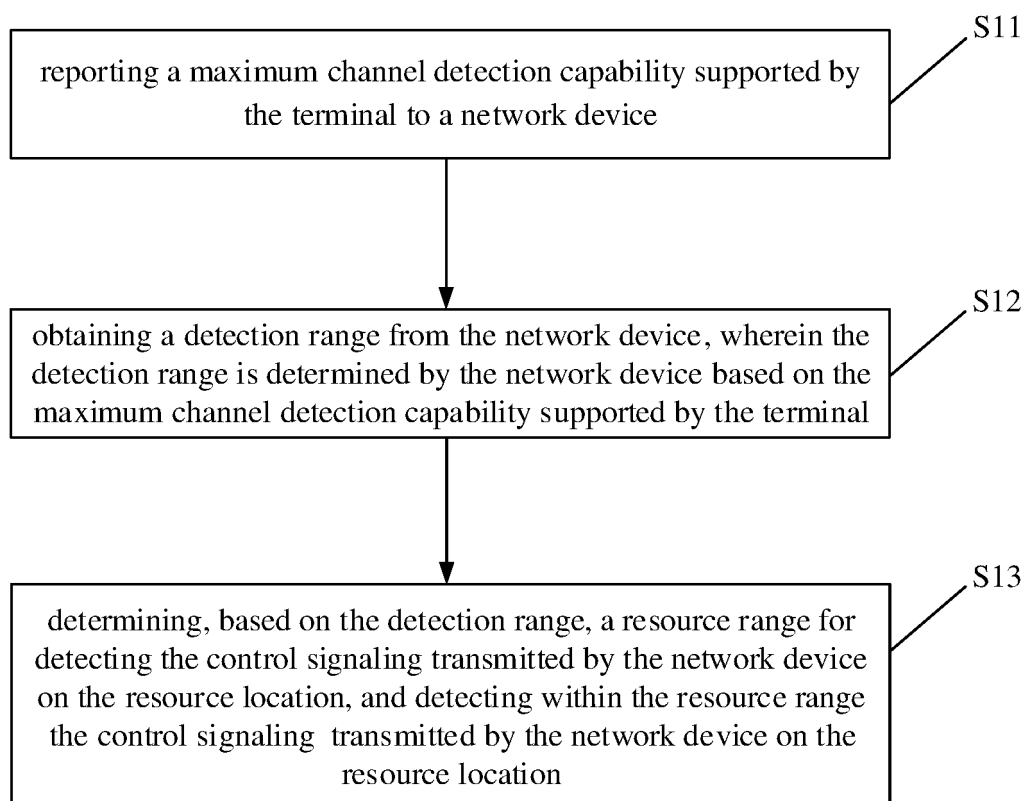 S11
reporting a maximum channel detection capability supported by
the terminal to a network device
S12
obtaining a detection range from the network device, wherein the
detection range is determined by the network device based on the
maximum channel detection capability supported by the terminal
S13
determining, based on the detection range, a resource range for
detecting the control signaling transmitted by the network device
on the resource location, and detecting within the resource range
the control signaling transmitted by the network device on the
resource location